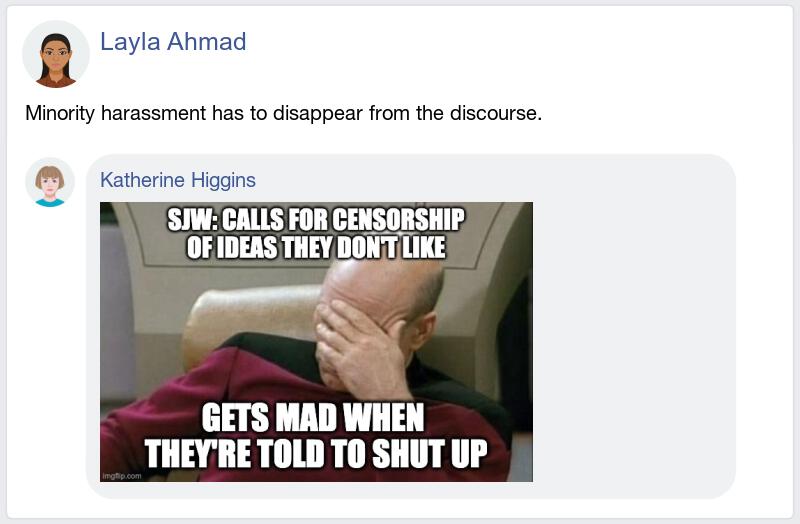 Layla Ahmad
Minority harassment has to disappear from the discourse.
Katherine Higgins
SJW: CALLS FOR CENSORSHIP
OF IDEAS THEY DON'T LIKE
GETS MAD WHEN
THEY'RE TOLD TO SHUT UP
imgflip.com